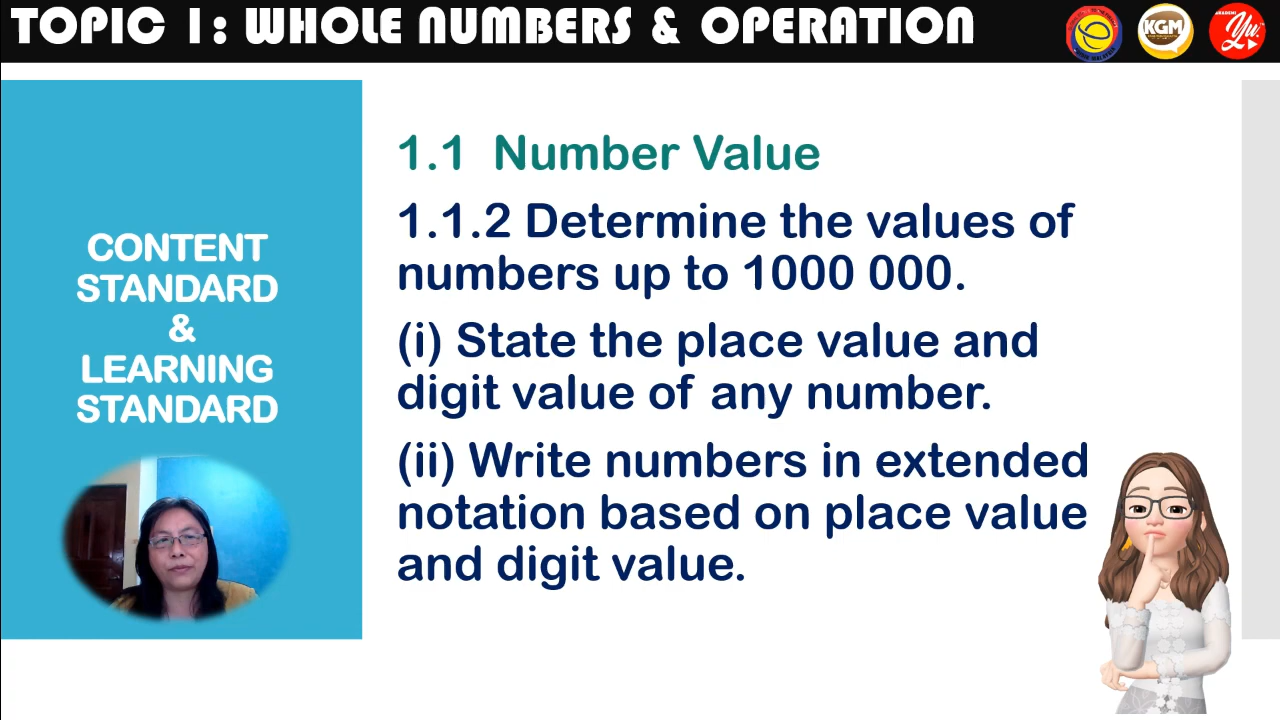 TOPIC 1: WHOLE NUMBERS & OPERATION
KGM
CONTENT
STANDARD
&
LEARNING
STANDARD
1.1 Number Value
1.1.2 Determine the values of
numbers up to 1000 000.
(i) State the place value and
digit value of any number.
(ii) Write numbers in extended
notation based on place value
and digit value.